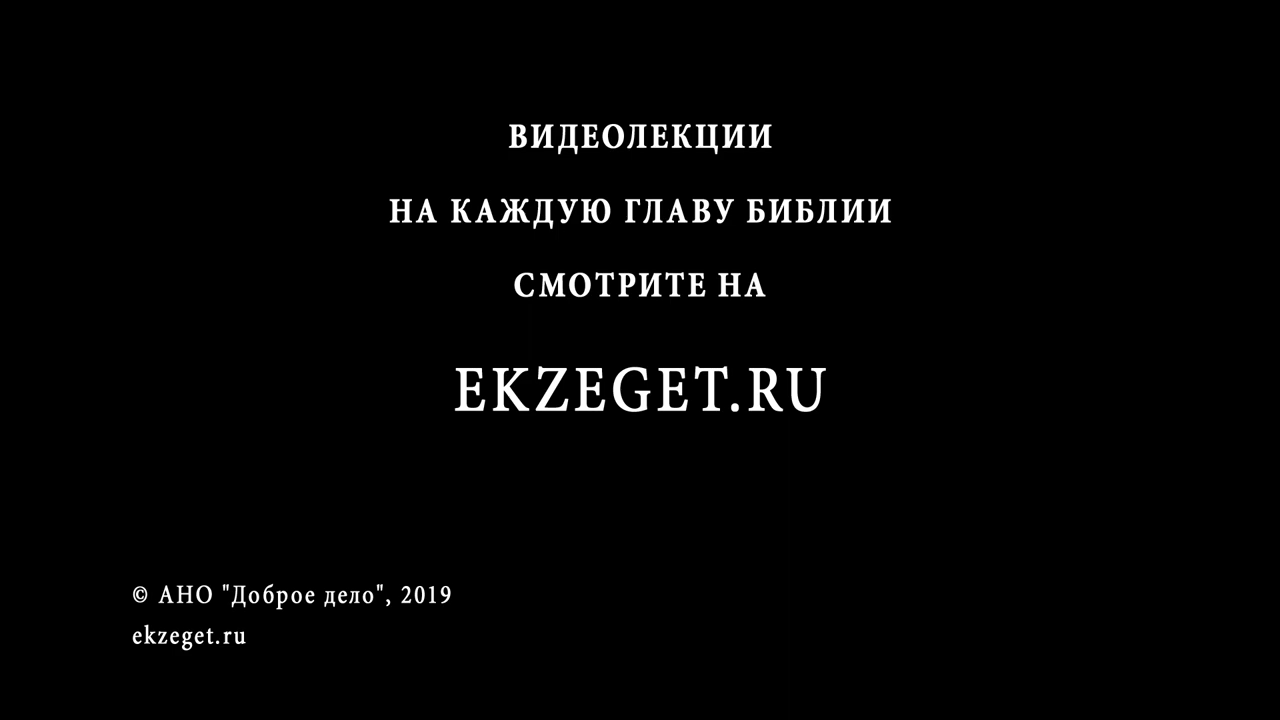 ВИДЕОЛЕКЦИИ
НА КАЖДУЮ ГЛАВУ БИБЛИИ
СМОТРИТЕ НА
EKZEGET.RU
© АНО "Доброе дело", 2019
ekzeget.ru